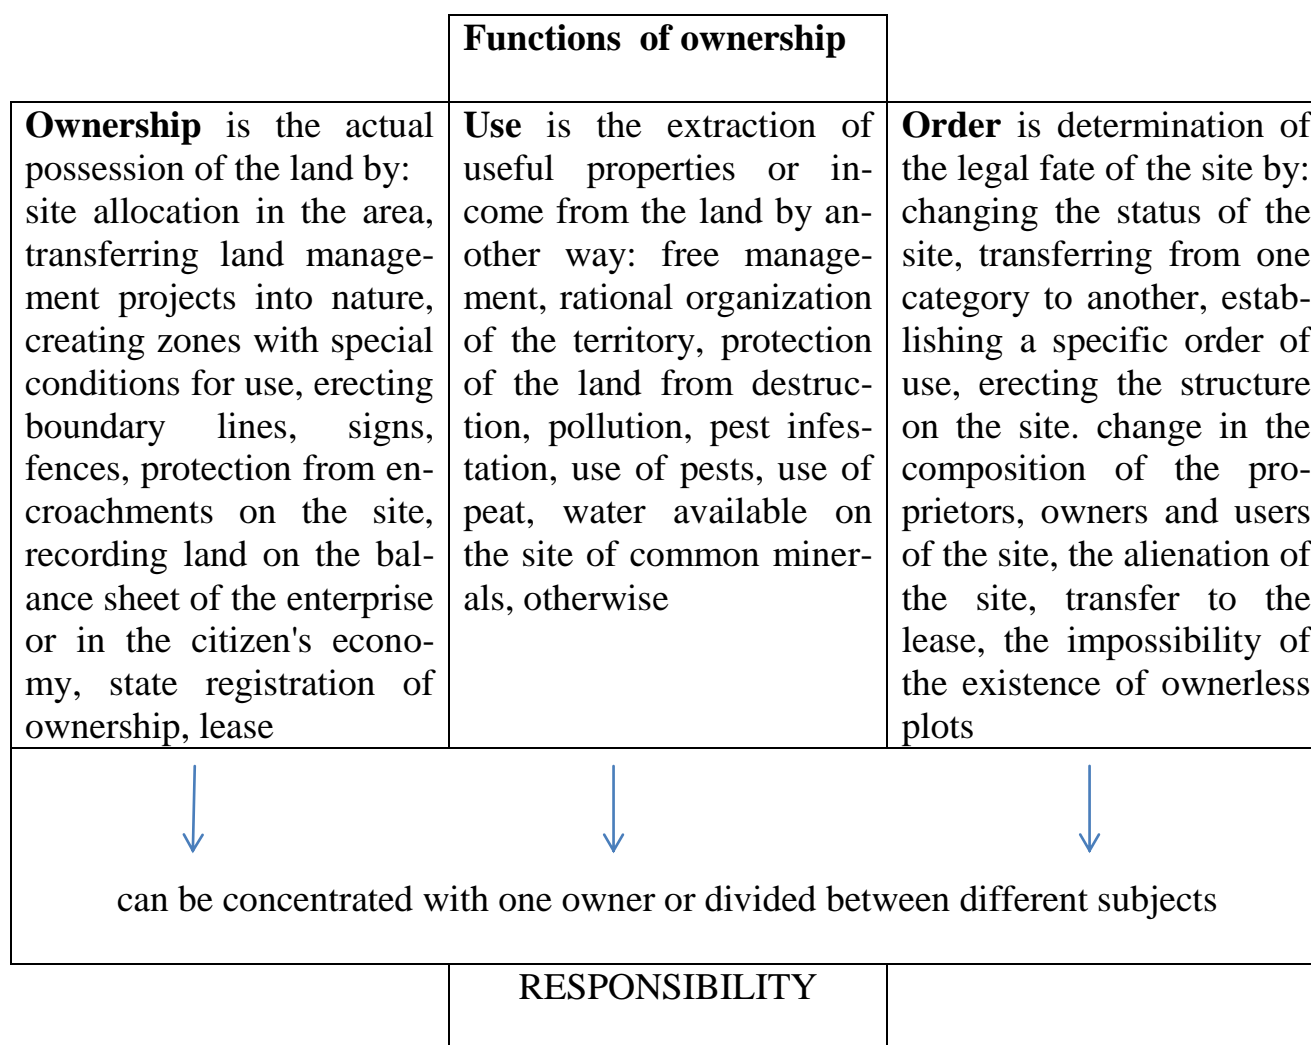 Functions of ownership
Ownership is the actual
possession of the land by:
site allocation in the area,
transferring land manage-
ment projects into nature,
creating zones with special
conditions for use, erecting
boundary lines, signs,
fences, protection from en-
croachments on the site,
recording land on the bal-
ance sheet of the enterprise
or in the citizen's econo-
my, state registration of
ownership, lease
Use is the extraction of
useful properties or in-
come from the land by an-
other way: free manage-
ment, rational organization
of the territory, protection
of the land from destruc-
tion, pollution, pest infes-
tation, use of pests, use of
peat, water available on
the site of common miner-
als, otherwise
Order is determination of
the legal fate of the site by:
changing the status of the
site, transferring from one
category to another, estab-
lishing a specific order of
use, erecting the structure
on the site. change in the
composition of the pro-
prietors, owners and users
of the site, the alienation of
the site, transfer to the
lease, the impossibility of
the existence of ownerless
plots
can be concentrated with one owner or divided between different subjects
RESPONSIBILITY